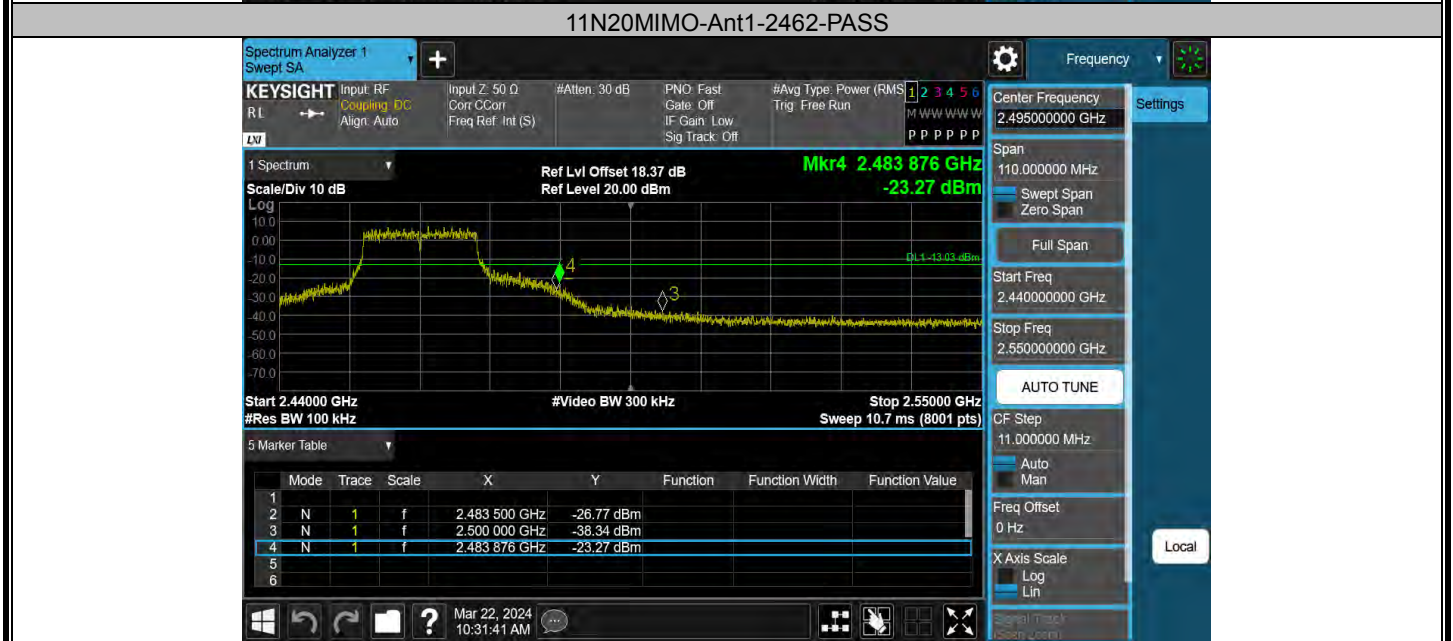 11N20MIMO-Ant1-2462-PASS
Spectrum Analyzer 1
Swept SA
+
Frequency
KEYSIGHT
RL
LXI
Input: RF
Coupling: DC
Align: Auto
Input Z: 50 Ω
Corr CCorr
Freq Ref: Int (S)
#Atten: 30 dB
PNO: Fast
Gate: Off
IF Gain: Low
Sig Track: Off
#Avg Type: Power (RMS
Trig: Free Run
1 2 3 4 5 6
M W W W W W
P P P P P P
1 Spectrum
Scale/Div 10 dB
Ref Lvl Offset 18.37 dB
Ref Level 20.00 dBm
Mkr4 2.483 876 GHz
-23.27 dBm
Log
10.0
0.00
-10.0
-20.0
-30.0
-40.0
-50.0
-60.0
-70.0
DL1 -13.03 dBm
4
3
Start 2.44000 GHz
#Video BW 300 kHz
Stop 2.55000 GHz
#Res BW 100 kHz
Sweep 10.7 ms (8001 pts)
5 Marker Table
Mode Trace Scale X Y Function Function Width Function Value
1
2 N 1 f 2.483 500 GHz -26.77 dBm
3 N 1 f 2.500 000 GHz -38.34 dBm
4 N 1 f 2.483 876 GHz -23.27 dBm
5
6
?
Mar 22, 2024
10:31:41 AM
Center Frequency
2.495000000 GHz
Settings
Span
110.000000 MHz
Swept Span
Zero Span
Full Span
Start Freq
2.440000000 GHz
Stop Freq
2.550000000 GHz
AUTO TUNE
CF Step
11.000000 MHz
Auto
Man
Freq Offset
0 Hz
X Axis Scale
Log
Lin
Signal Track
(Span Zoom)
Local